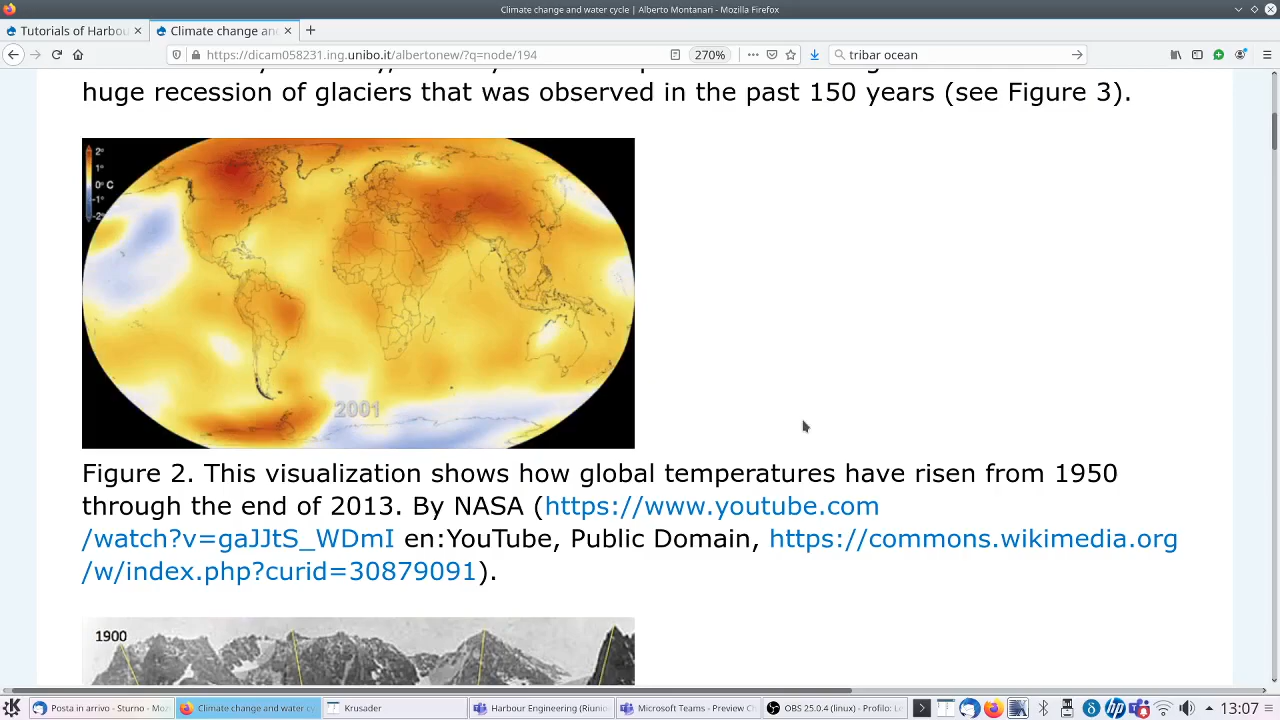 Climate change and water cycle | Alberto Montanari - Mozilla Firefox
Tutorials of Harbou
Climate change an
https://dicam058231.ing.unibo.it/albertonew/?q=node/194
270%
tribar ocean
huge recession of glaciers that was observed in the past 150 years (see Figure 3).
2°
1°
0° C
-1°
-2°
2001
Figure 2. This visualization shows how global temperatures have risen from 1950
through the end of 2013. By NASA (https://www.youtube.com
/watch?v=gaJJtS_WDmI en:YouTube, Public Domain, https://commons.wikimedia.org
/w/index.php?curid=30879091).
1900
Posta in arrivo - Sturno - Mo
Climate change and water cy
Krusader
Harbour Engineering (Riunio
Microsoft Teams - Preview C
OBS 25.0.4 (linux) - Profilo: L
13:07